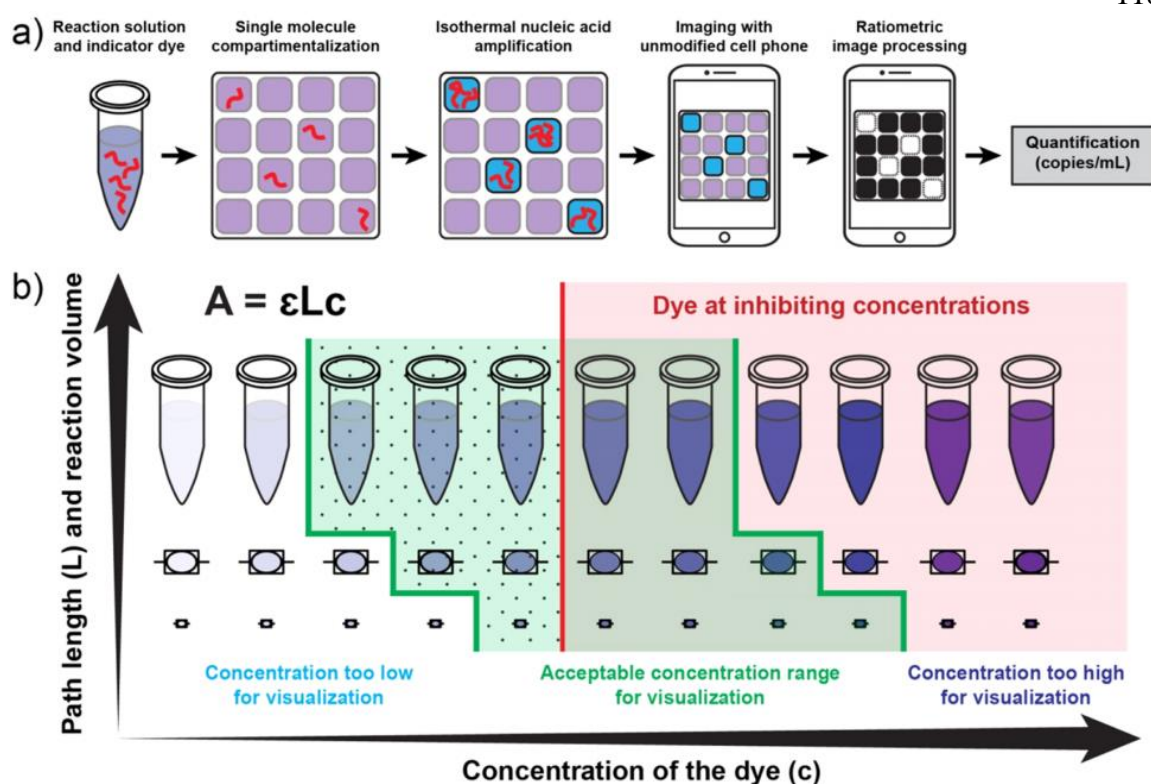 a)
Reaction solution
and indicator dye
Single molecule
compartimentalization
Isothermal nucleic acid
amplification
Imaging with
unmodified cell phone
Ratiometric
image processing
Quantification
(copies/mL)
b)
Path length (L) and reaction volume
A = εLc
Dye at inhibiting concentrations
Concentration too low
for visualization
Acceptable concentration range
for visualization
Concentration too high
for visualization
Concentration of the dye (c)